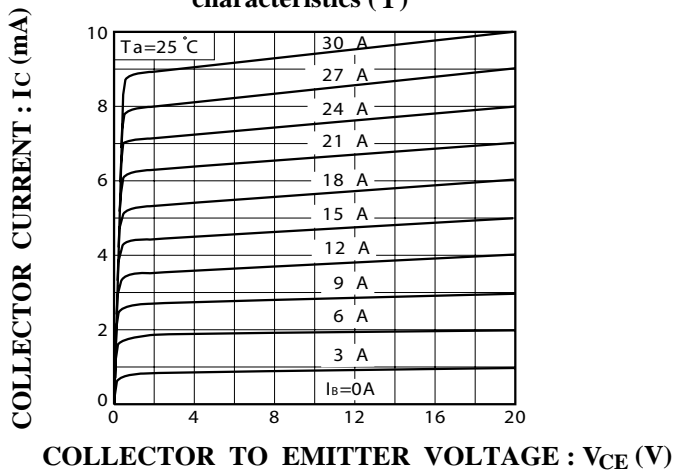 characteristics ( I )
COLLECTOR CURRENT : IC (mA)
10
8
6
4
2
0
Ta=25 ℃
30 A
27 A
24 A
21 A
18 A
15 A
12 A
9 A
6 A
3 A
IB=0A
0 4 8 12 16 20
COLLECTOR TO EMITTER VOLTAGE : VCE (V)